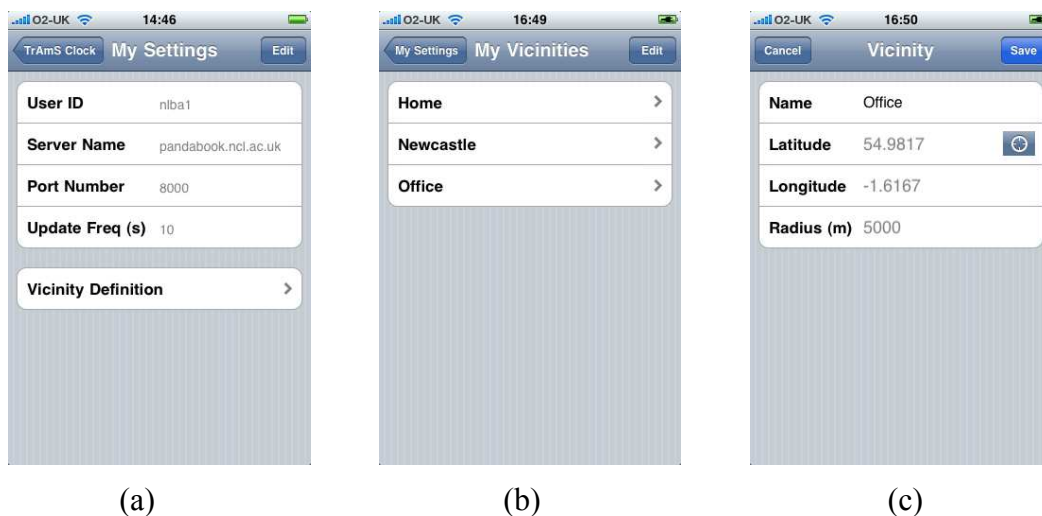 O2-UK 14:46
TrAmS Clock My Settings Edit
User ID nlba1
Server Name pandabook.ncl.ac.uk
Port Number 8000
Update Freq (s) 10
Vicinity Definition
(a)
O2-UK 16:49
My Settings My Vicinities Edit
Home
Newcastle
Office
(b)
O2-UK 16:50
Cancel Vicinity Save
Name Office
Latitude 54.9817
Longitude -1.6167
Radius (m) 5000
(c)